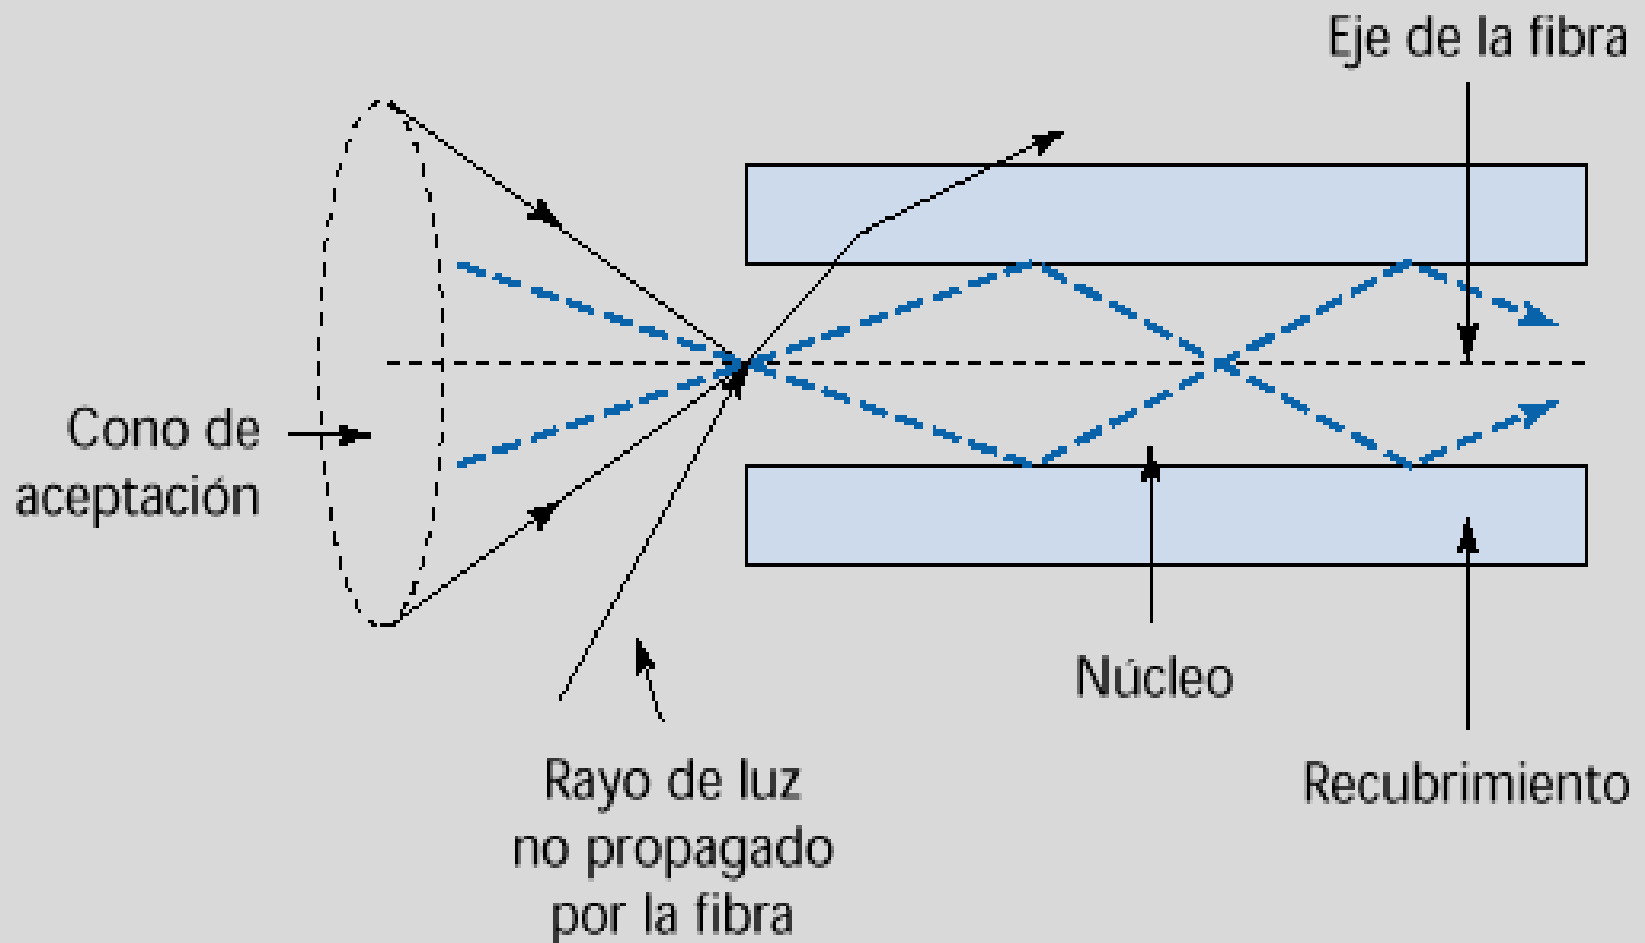 Eje de la fibra
Cono de
aceptación
Núcleo
Rayo de luz
no propagado
por la fibra
Recubrimiento